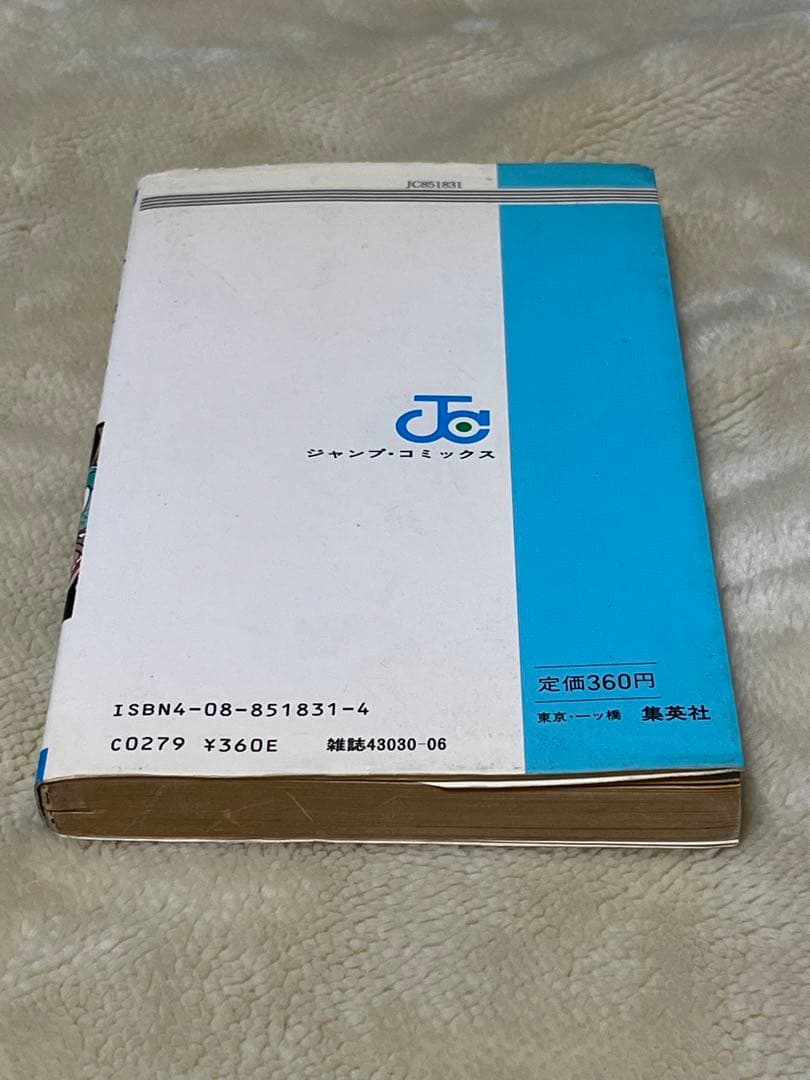 JC851831
JC
ジャンプ・コミックス
定価360円
東京・一ツ橋 集英社
ISBN4-08-851831-4
C0279 ¥360E 雑誌43030-06